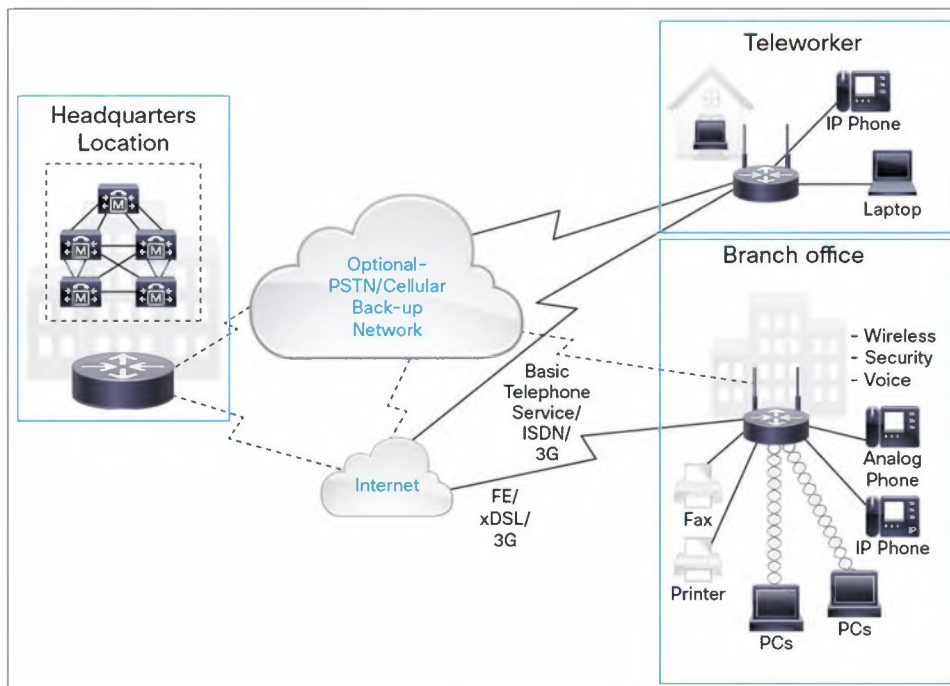 Headquarters
Location
M
M
M
M
M
Optional-
PSTN/Cellular
Back-up
Network
Internet
Basic
Telephone
Service/
ISDN/
3G
FE/
xDSL/
3G
Teleworker
IP Phone
Laptop
Branch office
- Wireless
- Security
- Voice
Analog
Phone
IP
IP Phone
Fax
Printer
PCs
PCs